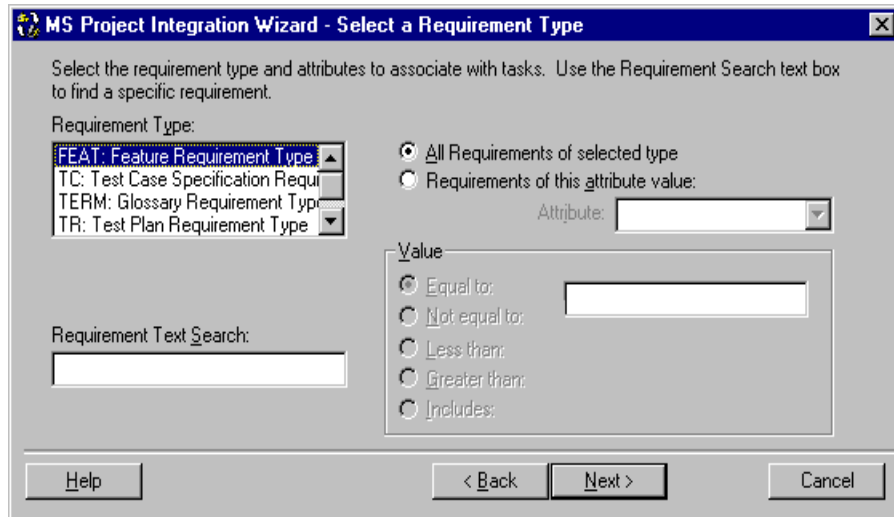 MS Project Integration Wizard - Select a Requirement Type
Select the requirement type and attributes to associate with tasks. Use the Requirement Search text box
to find a specific requirement.
Requirement Type:
FEAT: Feature Requirement Type
TC: Test Case Specification Requi
TERM: Glossary Requirement Type
TR: Test Plan Requirement Type
All Requirements of selected type
Requirements of this attribute value:
Attribute:
Value
Equal to:
Not equal to:
Less than:
Greater than:
Includes:
Requirement Text Search:
Help
< Back
Next >
Cancel